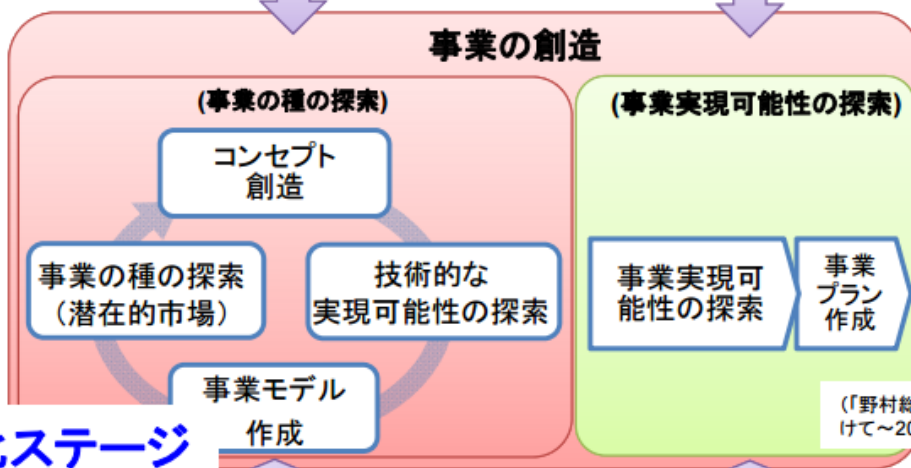 事業の創造
(事業の種の探索)
コンセプト
創造
事業の種の探索
（潜在的市場）
技術的な
実現可能性の探索
事業モデル
作成
(事業実現可能性の探索)
事業実現可
能性の探索
事業
プラン
作成
(「野村総
けて～20
ステージ